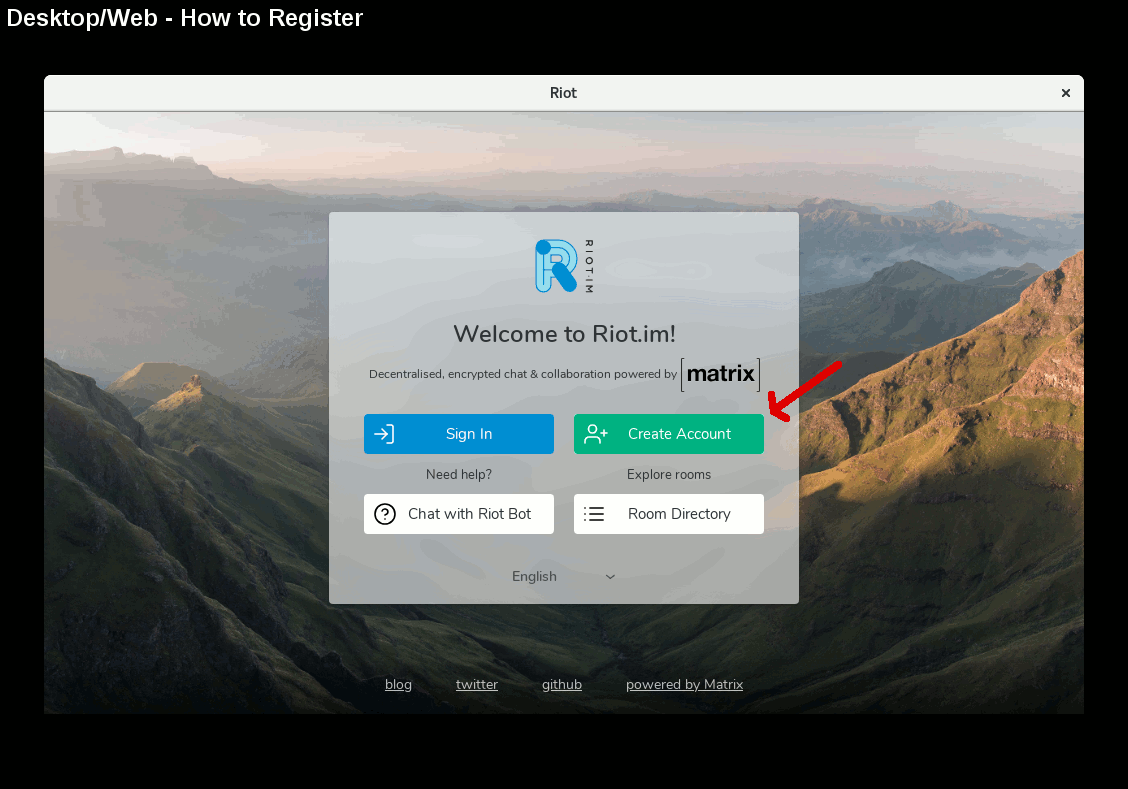 Desktop/Web - How to Register
Riot
RIOT.IM
Welcome to Riot.im!
Decentralised, encrypted chat & collaboration powered by [matrix]
Sign In
Create Account
Need help?
Explore rooms
Chat with Riot Bot
Room Directory
English
blog twitter github powered by Matrix